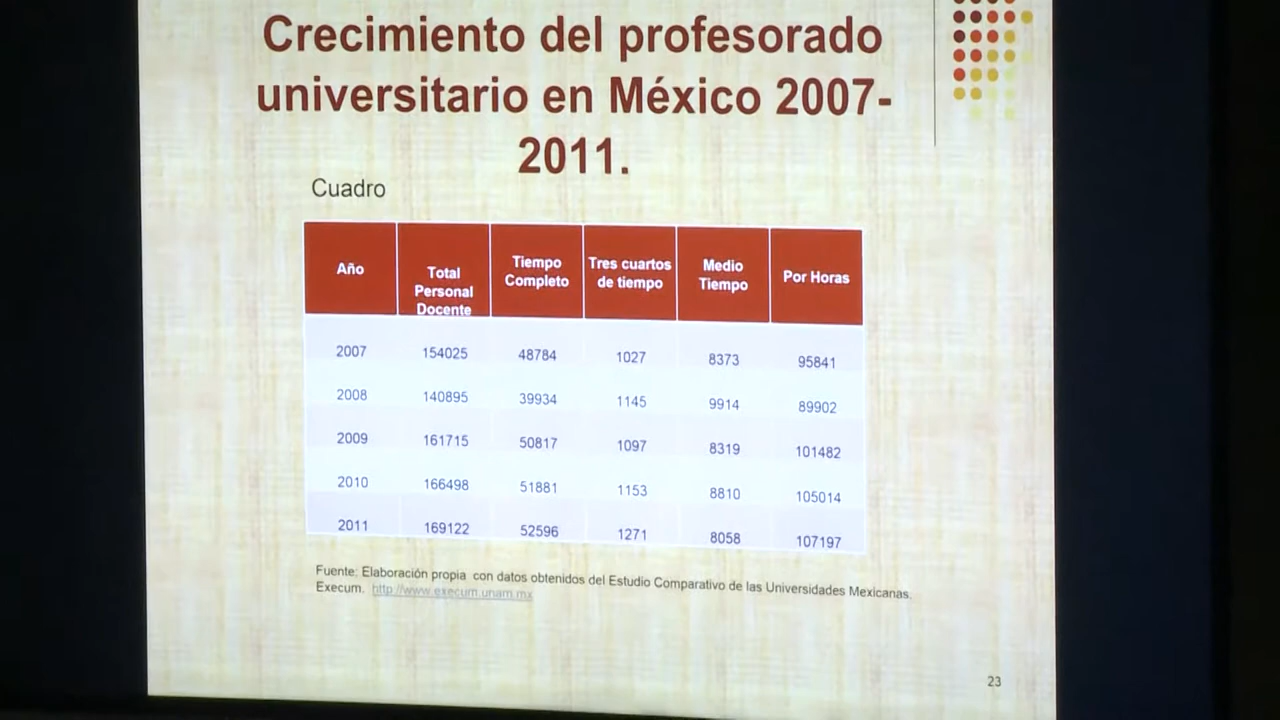 Crecimiento del profesorado
universitario en México 2007-
2011.
Cuadro
Año Total Personal Docente Tiempo Completo Tres cuartos de tiempo Medio Tiempo Por Horas
2007 154025 48784 1027 8373 95841
2008 140895 39934 1145 9914 89902
2009 161715 50817 1097 8319 101482
2010 166498 51881 1153 8810 105014
2011 169122 52596 1271 8058 107197
Fuente: Elaboración propia con datos obtenidos del Estudio Comparativo de las Universidades Mexicanas.
Execum. http://www.execum.unam.mx
23